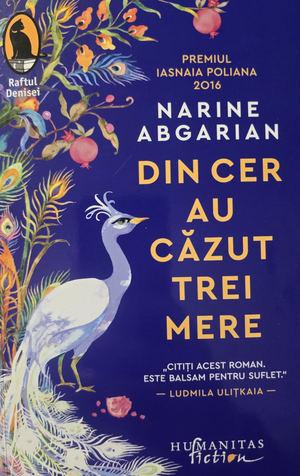 Raftul
Denisei
PREMIUL
IASNAIA POLIANA
2016
NARINE
ABGARIAN
DIN CER
AU
CĂZUT
TREI
MERE
„CITIȚI ACEST ROMAN.
ESTE BALSAM PENTRU SUFLET.”
— LUDMILA ULIȚKAIA —
HUMANITAS
fiction